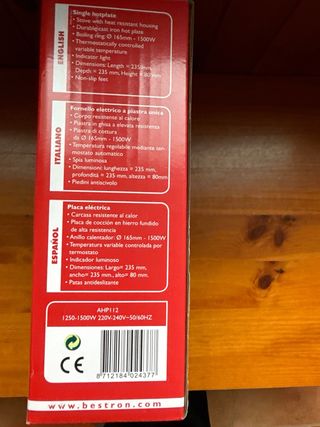 ENGLISH
Single hotplate
• Stove with heat resistant housing
• Durable cast iron hot plate
• Boiling ring Ø 165mm - 1500W
• Thermostatically controlled
variable temperature
• Indicator light
• Dimensions: Length = 235mm,
Depth = 235 mm, Height = 80mm
• Non-slip feet
ITALIANO
Fornello elettrico a piastra unica
• Corpo resistente al calore
• Piastra in ghisa a elevata resistenza
• Piastra di cottura
da Ø 165mm - 1500W
• Temperatura regolabile mediante ter-
mostato automatico
• Spia luminosa
• Dimensioni: lunghezza = 235 mm,
profondità = 235 mm, altezza = 80mm
• Piedini antiscivolo
ESPAÑOL
Placa eléctrica
• Carcasa resistente al calor
• Placa de cocción en hierro fundido
de alta resistencia
• Anillo calentador: Ø 165mm - 1500W
• Temperatura variable controlada por
termostato
• Indicador luminoso
• Dimensiones: Largo= 235 mm,
ancho= 235 mm, alto= 80 mm.
• Patas antideslizante
AHP112
1250-1500W 220V-240V~50/60HZ
CE
8 712184 024377
www.bestron.com